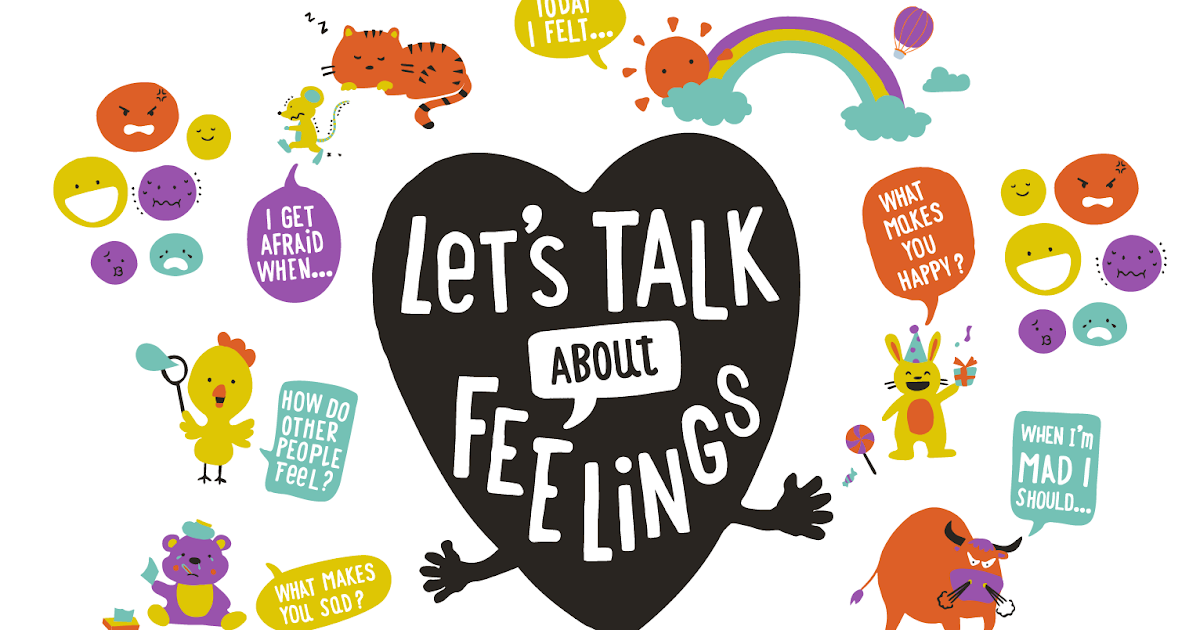 z z z
TODAY
I FELT...
I GET
AFRAID
WHEN...
LET'S TALK
ABOUT
FEELINGS
WHAT
MAKES
YOU
HAPPY?
HOW DO
OTHER
PEOPLE
FEEL?
WHEN I'M
MAD I
SHOULD...
WHAT MAKES
YOU SAD?